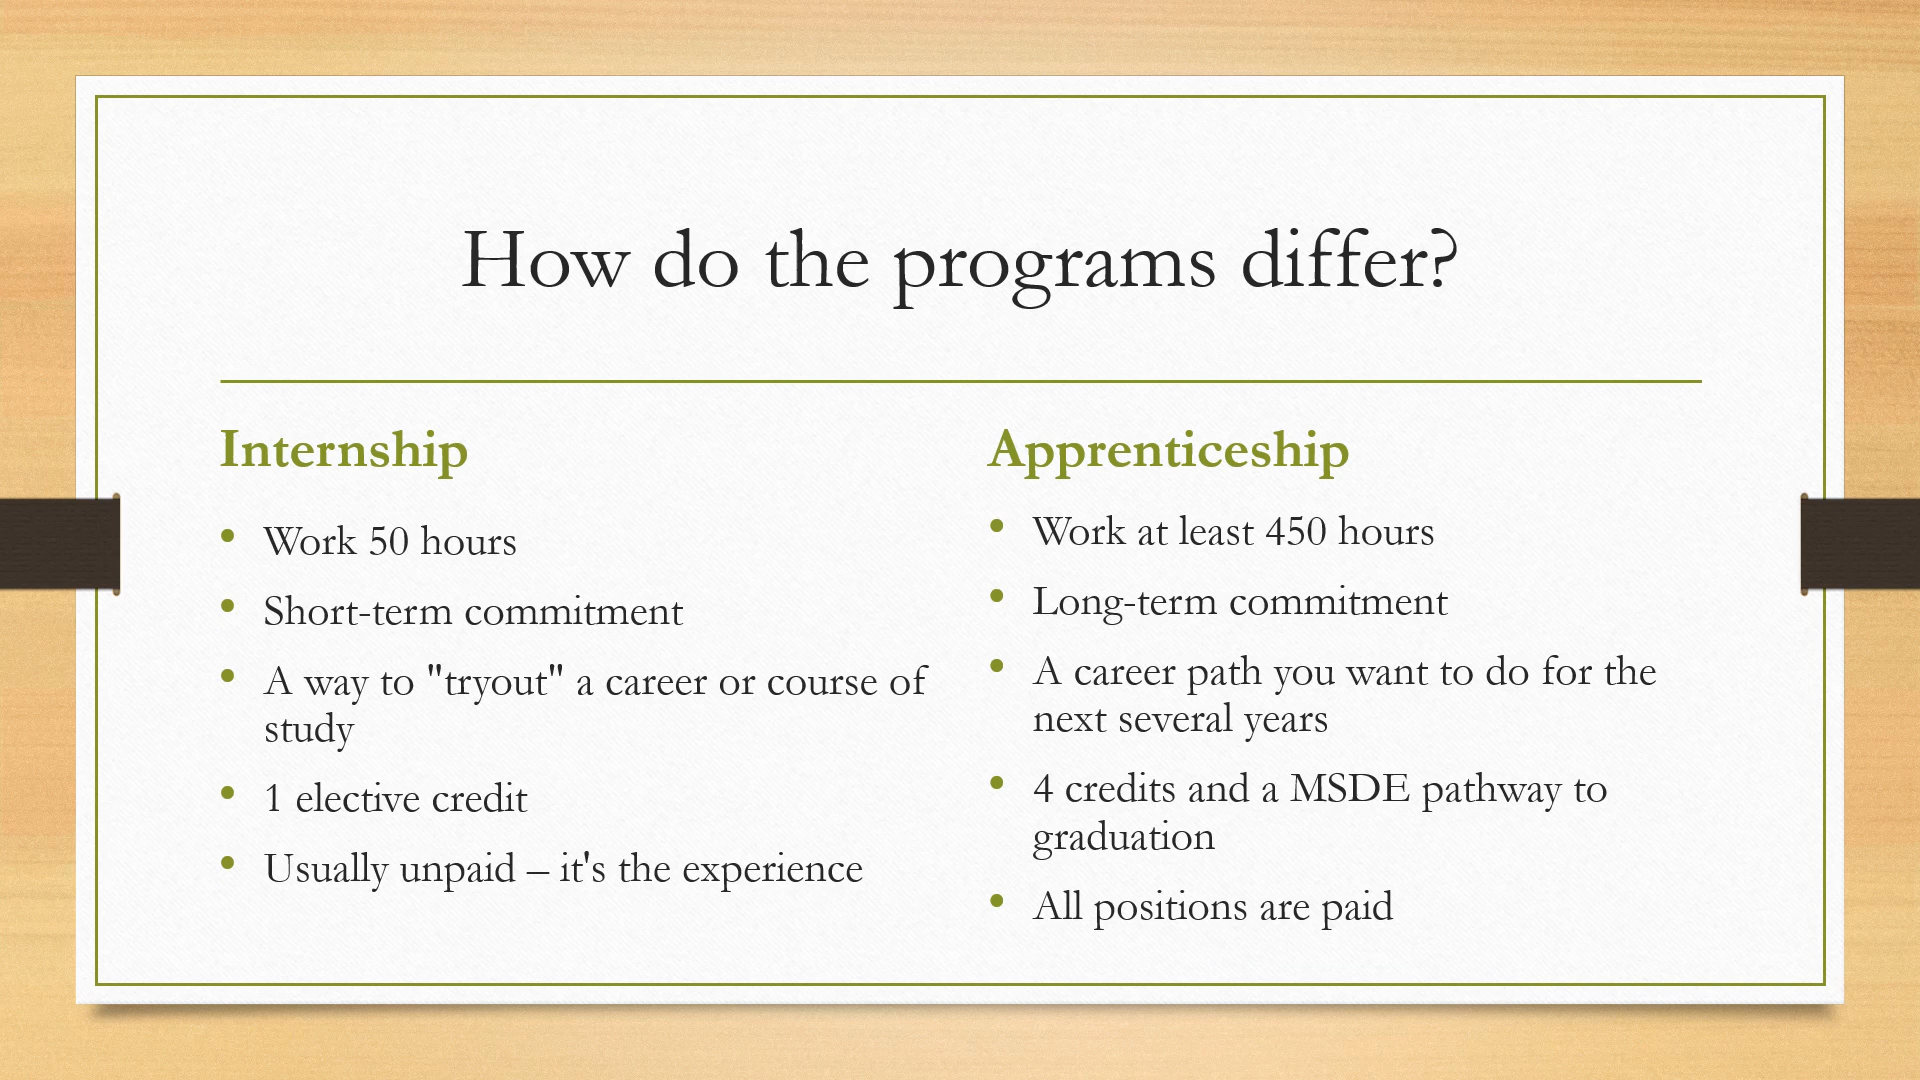 How do the programs differ?
Internship
• Work 50 hours
• Short-term commitment
• A way to "tryout" a career or course of
study
• 1 elective credit
• Usually unpaid – it's the experience
Apprenticeship
• Work at least 450 hours
• Long-term commitment
• A career path you want to do for the
next several years
• 4 credits and a MSDE pathway to
graduation
• All positions are paid